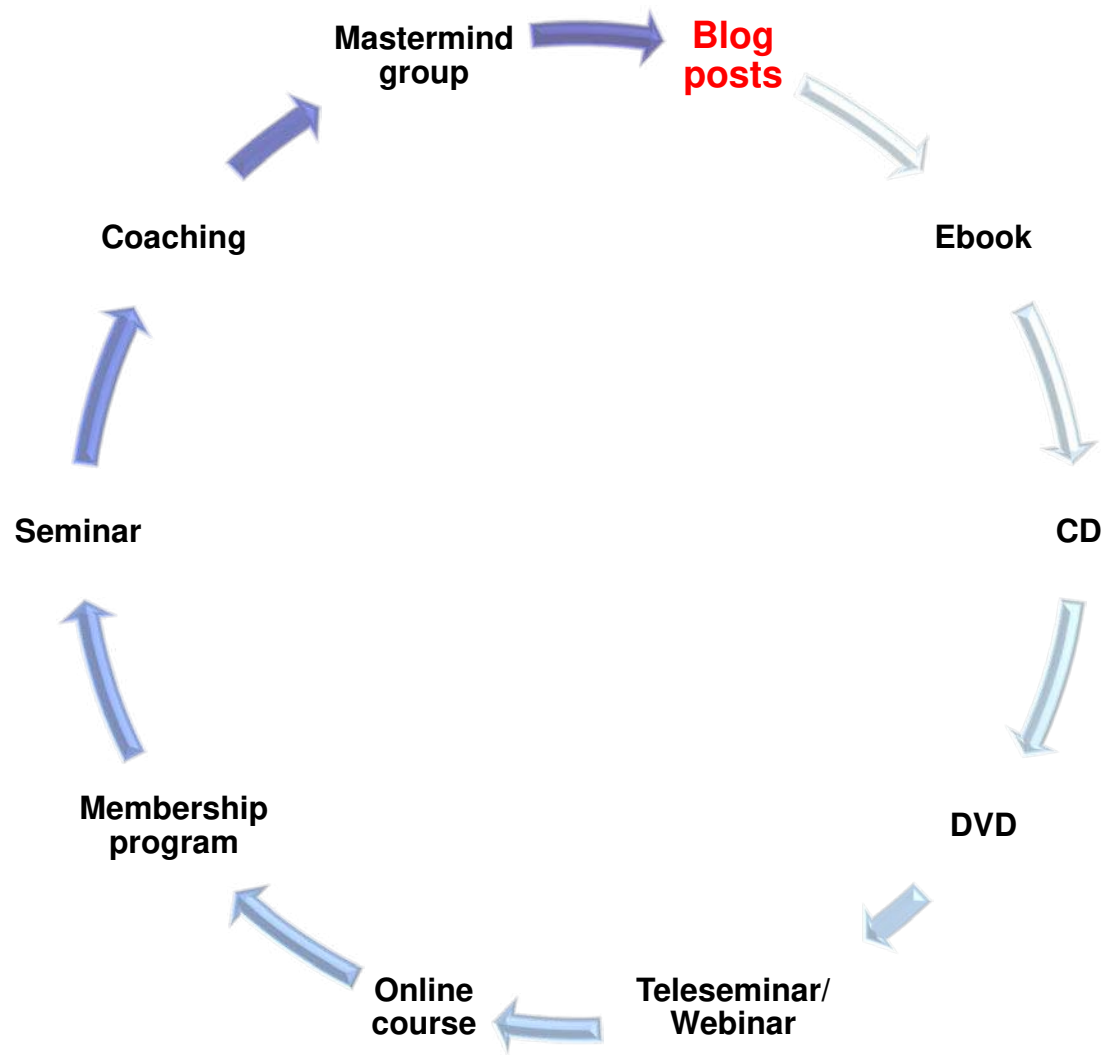 Mastermind
group
Blog
posts
Coaching
Ebook
Seminar
CD
Membership
program
DVD
Online
course
Teleseminar/
Webinar